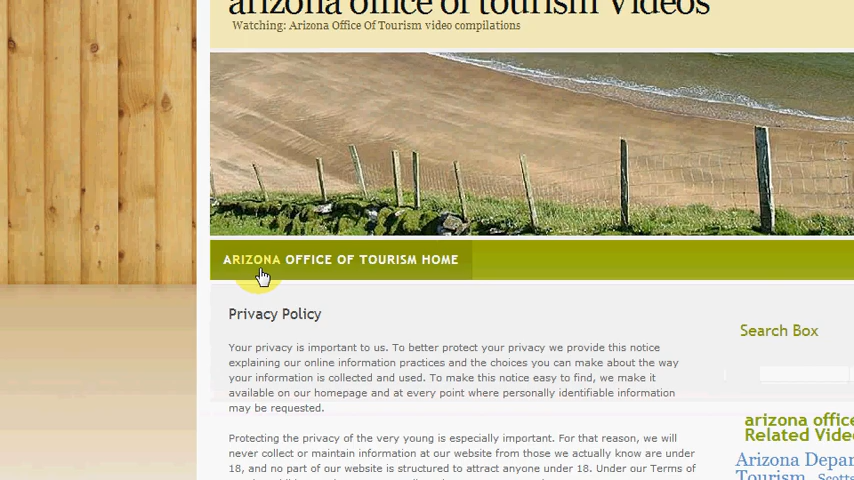 arizona office of tourism Videos
Watching: Arizona Office Of Tourism video compilations
ARIZONA OFFICE OF TOURISM HOME
Privacy Policy
Your privacy is important to us. To better protect your privacy we provide this notice
explaining our online information practices and the choices you can make about the way
your information is collected and used. To make this notice easy to find, we make it
available on our homepage and at every point where personally identifiable information
may be requested.
Protecting the privacy of the very young is especially important. For that reason, we will
never collect or maintain information at our website from those we actually know are under
18, and no part of our website is structured to attract anyone under 18. Under our Terms of
Search Box
arizona office
Related Vide
Arizona Depar
Tourism Scotts